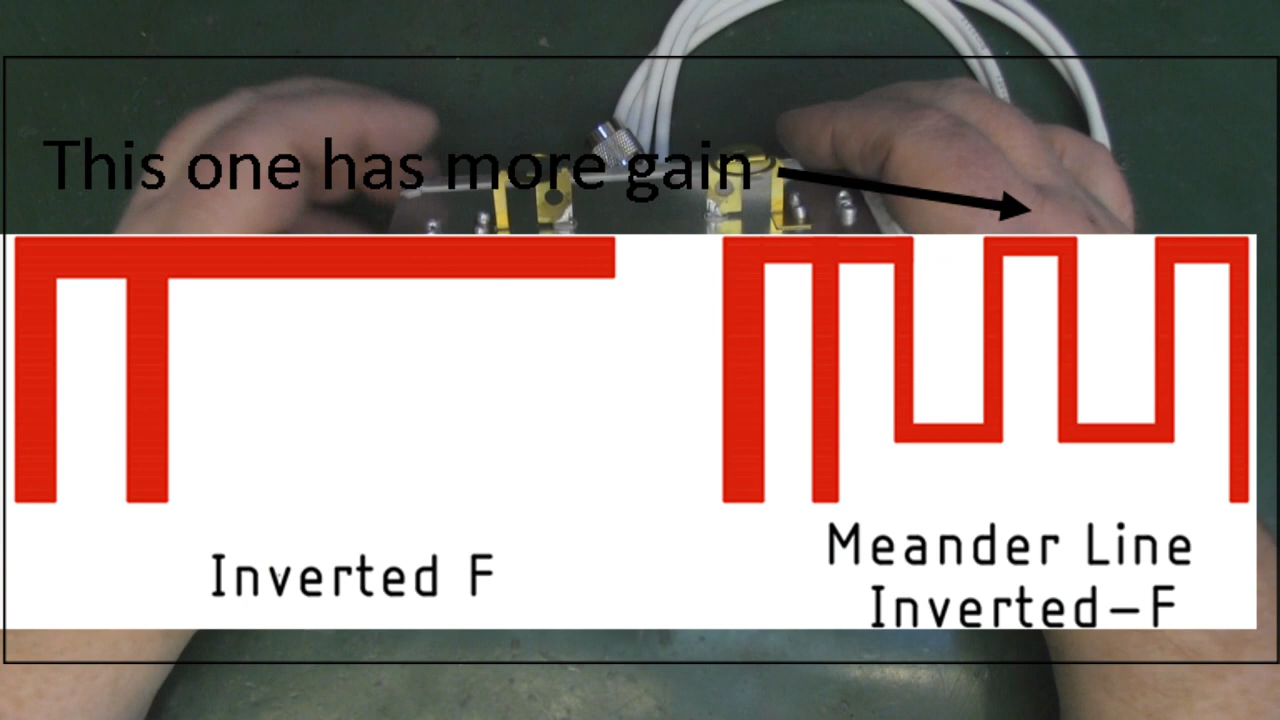 This one has more gain
Inverted F
Meander Line
Inverted-F